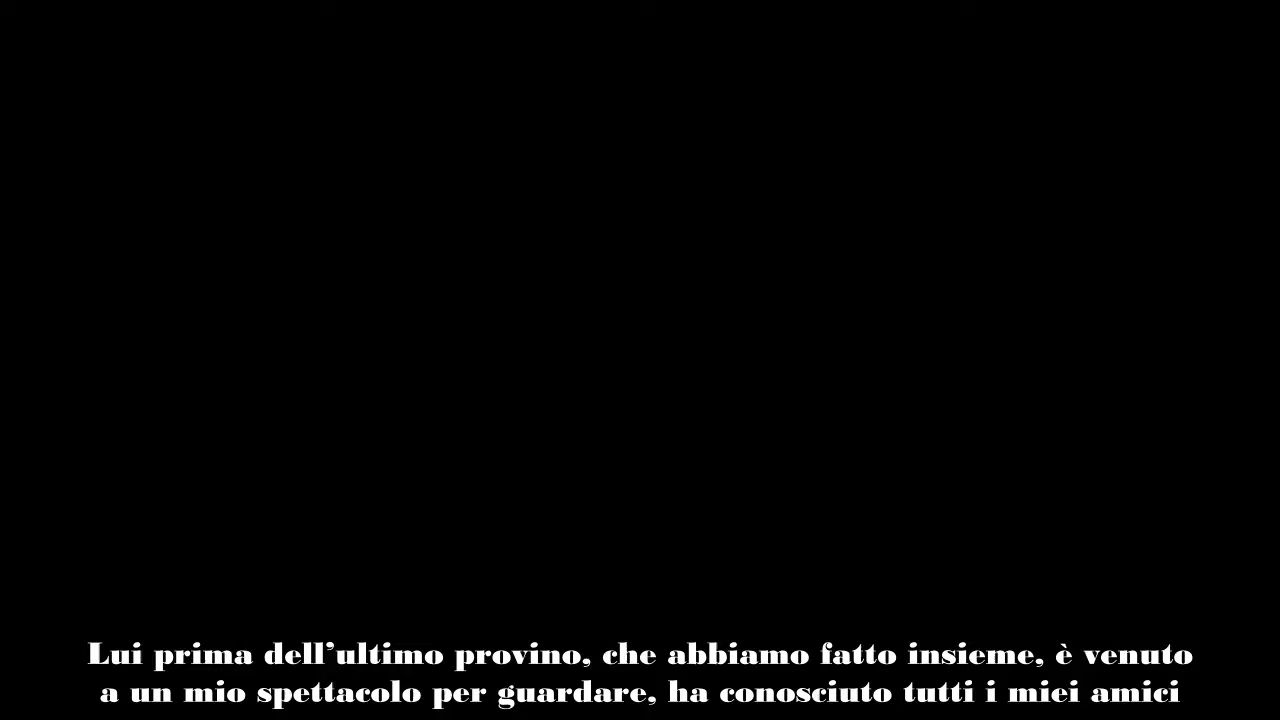 Lui prima dell’ultimo provino, che abbiamo fatto insieme, è venuto
a un mio spettacolo per guardare, ha conosciuto tutti i miei amici